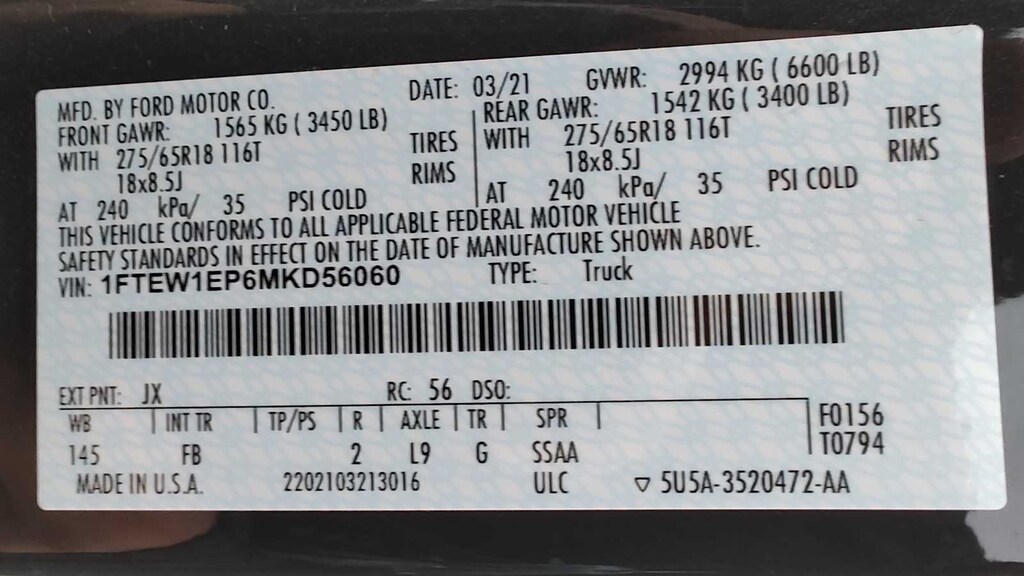 MFD. BY FORD MOTOR CO. DATE: 03/21 GVWR: 2994 KG ( 6600 LB)
FRONT GAWR: 1565 KG ( 3450 LB) REAR GAWR: 1542 KG ( 3400 LB)
WITH 275/65R18 116T TIRES WITH 275/65R18 116T TIRES
18x8.5J RIMS 18x8.5J RIMS
AT 240 kPa/ 35 PSI COLD AT 240 kPa/ 35 PSI COLD
THIS VEHICLE CONFORMS TO ALL APPLICABLE FEDERAL MOTOR VEHICLE
SAFETY STANDARDS IN EFFECT ON THE DATE OF MANUFACTURE SHOWN ABOVE.
VIN: 1FTEW1EP6MKD56060 TYPE: Truck
EXT PNT: JX RC: 56 DSO:
WB INT TR TP/PS R AXLE TR SPR F0156
145 FB 2 L9 G SSAA T0794
MADE IN U.S.A. 2202103213016 ULC ▽ 5U5A-3520472-AA